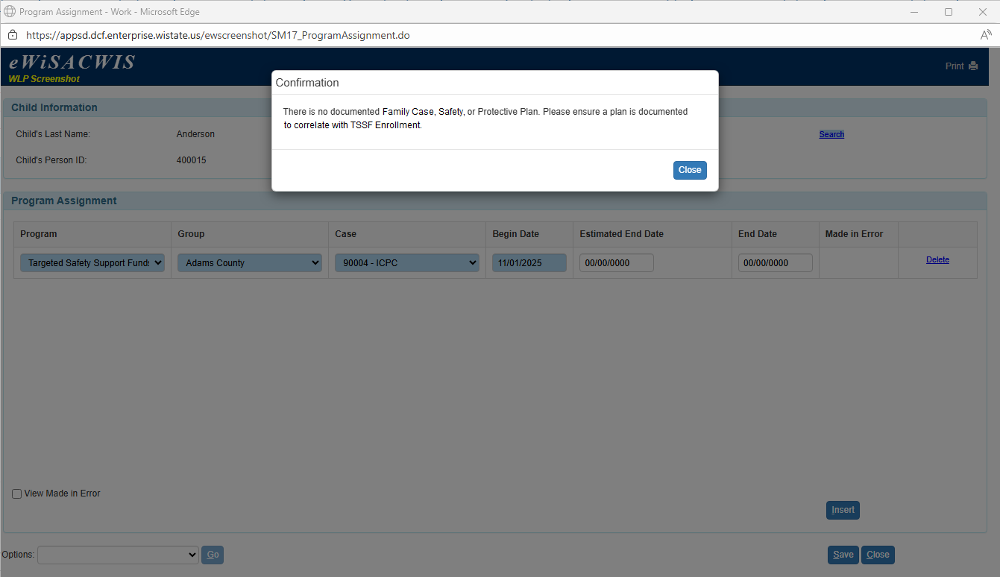 Program Assignment - Work - Microsoft Edge
https://appsd.dcf.enterprise.wistate.us/ewscreenshot/SM17_ProgramAssignment.do
eWiSACWIS
WLP Screenshot
Print
Confirmation
There is no documented Family Case, Safety, or Protective Plan. Please ensure a plan is documented
to correlate with TSSF Enrollment.
Close
Child Information
Child's Last Name: Anderson
Search
Child's Person ID: 400015
Program Assignment
Program Group Case Begin Date Estimated End Date End Date Made in Error
Targeted Safety Support Funds Adams County 90004 - ICPC 11/01/2025 00/00/0000 00/00/0000 Delete
View Made in Error
Insert
Options: Go Save Close